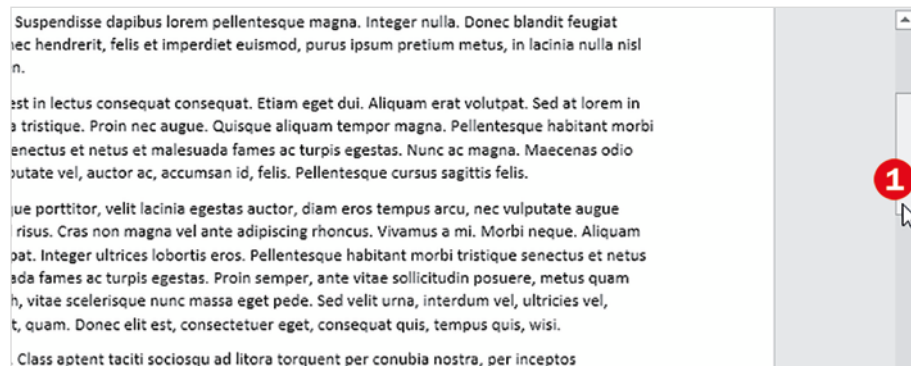 Suspendisse dapibus lorem pellentesque magna. Integer nulla. Donec blandit feugiat
hendrerit, felis et imperdiet euismod, purus ipsum pretium metus, in lacinia nulla nisl
est in lectus consequat consequat. Etiam eget dui. Aliquam erat volutpat. Sed at lorem in
tristique. Proin nec augue. Quisque aliquam tempor magna. Pellentesque habitant morbi
senectus et netus et malesuada fames ac turpis egestas. Nunc ac magna. Maecenas odio
vel, auctor ac, accumsan id, felis. Pellentesque cursus sagittis felis.
1
porttitor, velit lacinia egestas auctor, diam eros tempus arcu, nec vulputate augue
risus. Cras non magna vel ante adipiscing rhoncus. Vivamus a mi. Morbi neque. Aliquam
Integer ultrices lobortis eros. Pellentesque habitant morbi tristique senectus et netus
fames ac turpis egestas. Proin semper, ante vitae sollicitudin posuere, metus quam
vitae scelerisque nunc massa eget pede. Sed velit urna, interdum vel, ultricies vel,
quam. Donec elit est, consectetuer eget, consequat quis, tempus quis, wisi.
. Class aptent taciti sociosqu ad litora torquent per conubia nostra, per inceptos